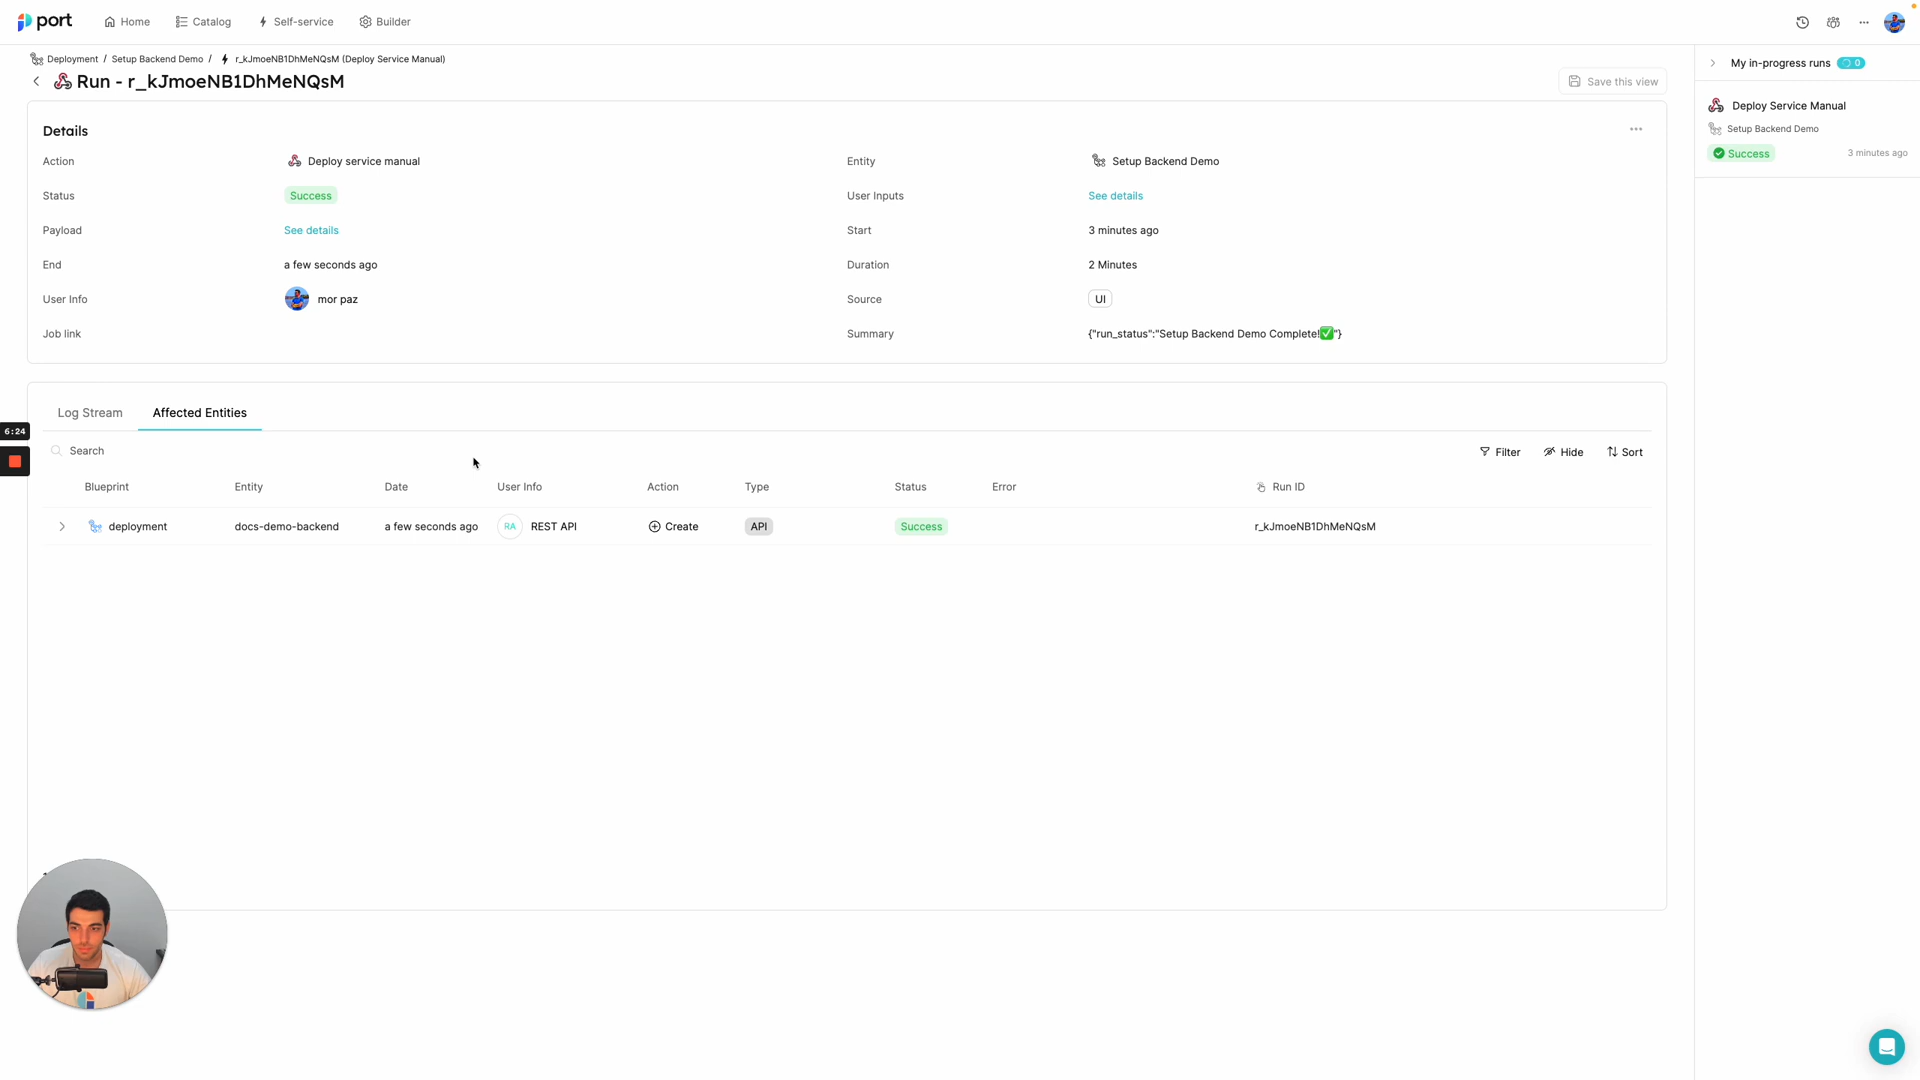 port
Home
Catalog
Self-service
Builder
Deployment / Setup Backend Demo / r_kJmoeNB1DhMeNQsM (Deploy Service Manual)
Run - r_kJmoeNB1DhMeNQsM
Save this view
Details
Action
Deploy service manual
Entity
Setup Backend Demo
Status
Success
User Inputs
See details
Payload
See details
Start
3 minutes ago
End
a few seconds ago
Duration
2 Minutes
User Info
mor paz
Source
UI
Job link
Summary
{"run_status":"Setup Backend Demo Complete!✅"}
Log Stream
Affected Entities
6:24
Search
Filter
Hide
Sort
Blueprint
Entity
Date
User Info
Action
Type
Status
Error
Run ID
deployment
docs-demo-backend
a few seconds ago
RA
REST API
Create
API
Success
r_kJmoeNB1DhMeNQsM
My in-progress runs
0
Deploy Service Manual
Setup Backend Demo
Success
3 minutes ago